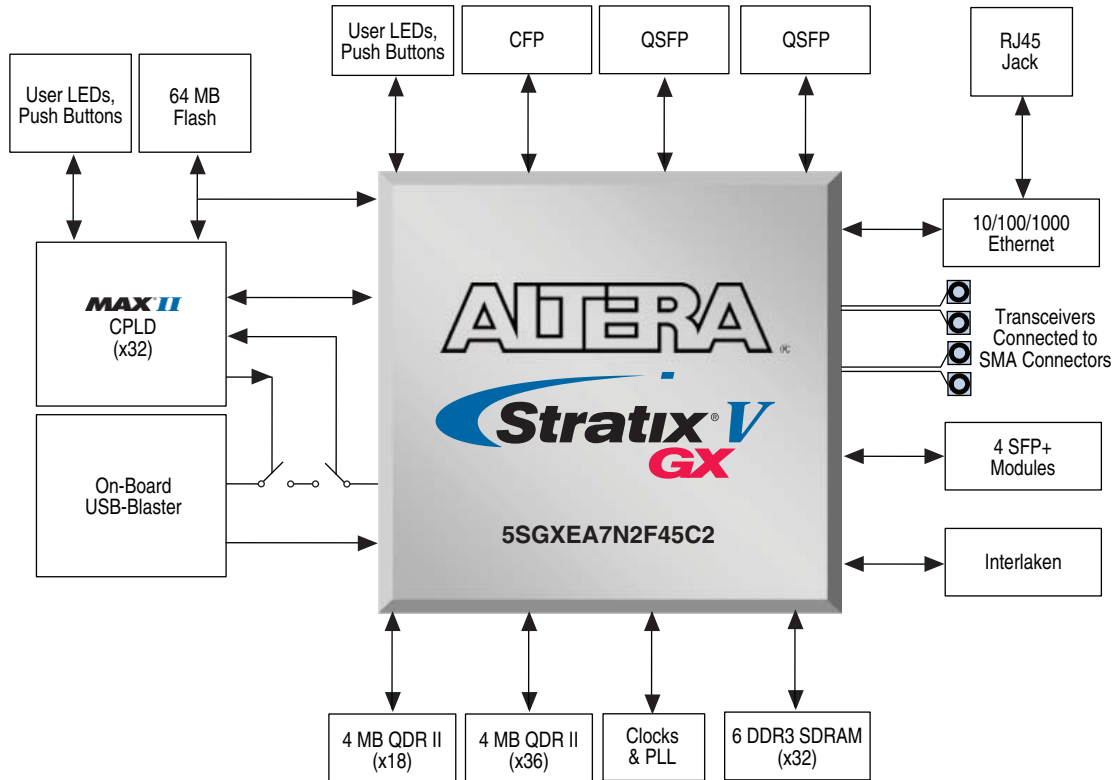 User LEDs,
Push Buttons
CFP
QSFP
QSFP
RJ45
Jack
User LEDs,
Push Buttons
64 MB
Flash
10/100/1000
Ethernet
MAX® II
CPLD
(x32)
ALTERA®
Transceivers
Connected to
SMA Connectors
Stratix® V
GX
4 SFP+
Modules
On-Board
USB-Blaster
5SGXEA7N2F45C2
Interlaken
4 MB QDR II
(x18)
4 MB QDR II
(x36)
Clocks
& PLL
6 DDR3 SDRAM
(x32)